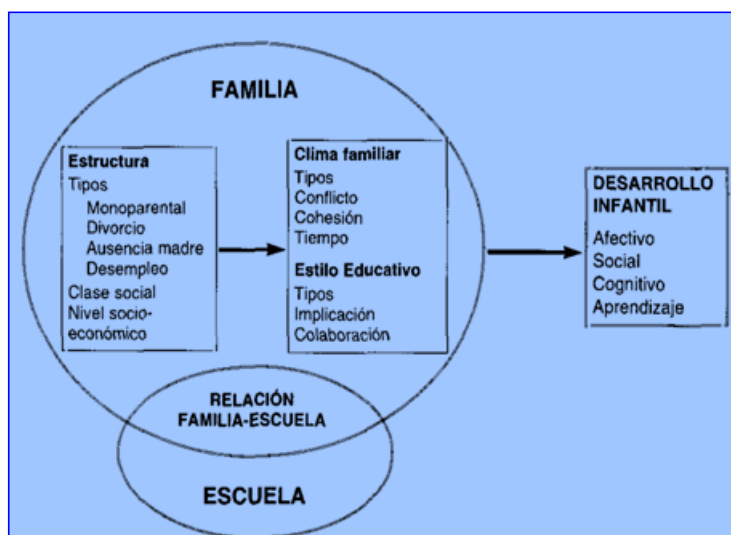 FAMILIA
Estructura
Tipos
Monoparental
Divorcio
Ausencia madre
Desempleo
Clase social
Nivel socio-
económico
Clima familiar
Tipos
Conflicto
Cohesión
Tiempo
Estilo Educativo
Tipos
Implicación
Colaboración
DESARROLLO
INFANTIL
Afectivo
Social
Cognitivo
Aprendizaje
RELACIÓN
FAMILIA-ESCUELA
ESCUELA